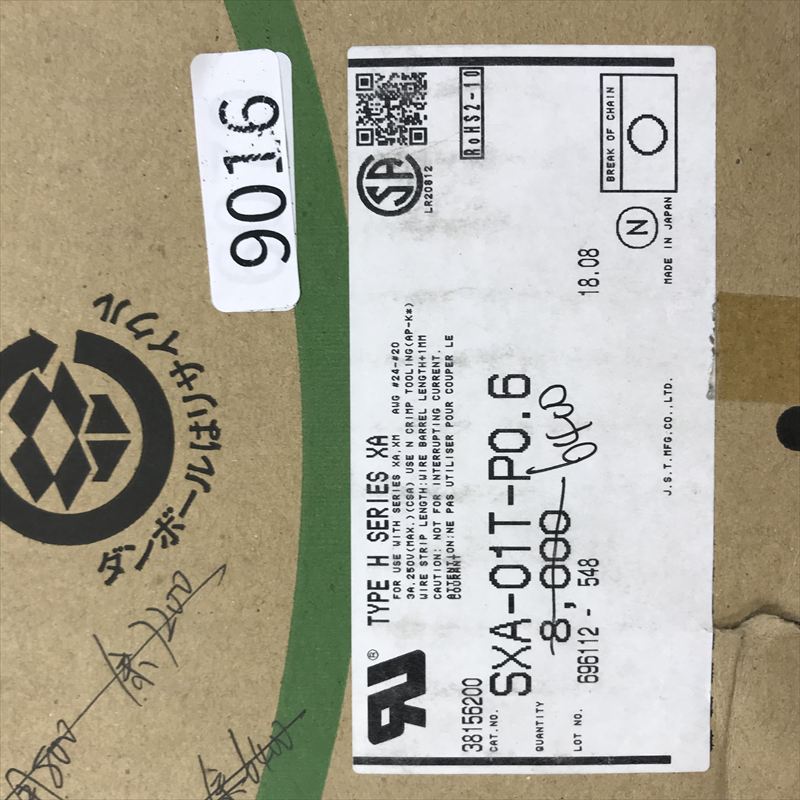 9016
ダンボールはリサイクル
TYPE H SERIES XA
FOR USE WITH SERIES XA,XM AWG #24-#20
3A,250V(MAX.)(CSA) USE N CRIMP TOOLING(AP-K*)
WIRE STRIP LENGTH:WIRE BARREL LENGTH+1MM
CAUTION: NOT FOR INTERRUPTING CURRENT.
ATTENTION:NE PAS UTILISER POUR COUPER LE
COURANT
SA
LR20812
RoHS2-10
38156200
CAT.NO.
SXA-01T-P0.6
QUANTITY
8,000
6400
LOT NO.
696112- 548
18.08
BREAK OF CHAIN
N
MADE IN JAPAN
J.S.T.MFG.CO.,LTD.